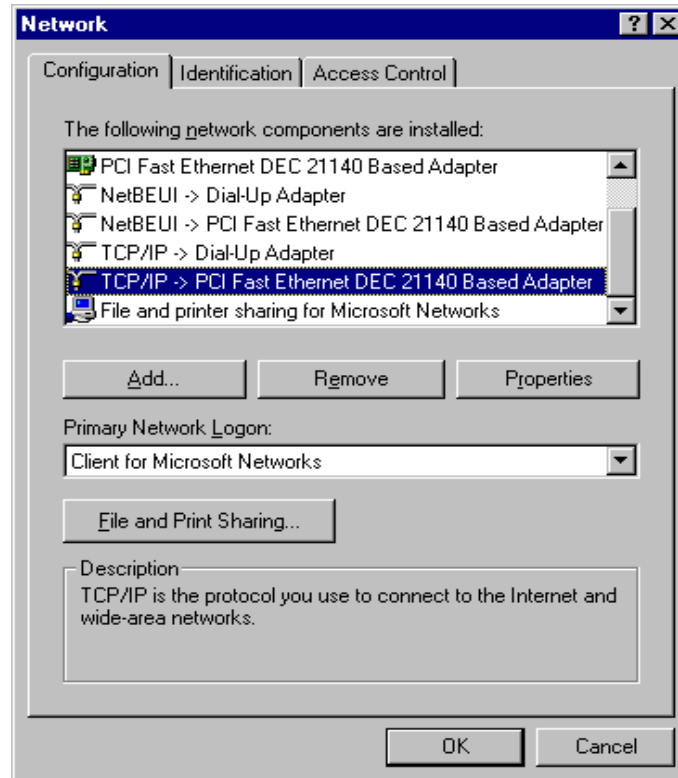 Network
Configuration Identification Access Control
The following network components are installed:
PCI Fast Ethernet DEC 21140 Based Adapter
NetBEUI -> Dial-Up Adapter
NetBEUI -> PCI Fast Ethernet DEC 21140 Based Adapter
TCP/IP -> Dial-Up Adapter
TCP/IP -> PCI Fast Ethernet DEC 21140 Based Adapter
File and printer sharing for Microsoft Networks
Add... Remove Properties
Primary Network Logon:
Client for Microsoft Networks
File and Print Sharing...
Description
TCP/IP is the protocol you use to connect to the Internet and
wide-area networks.
OK Cancel